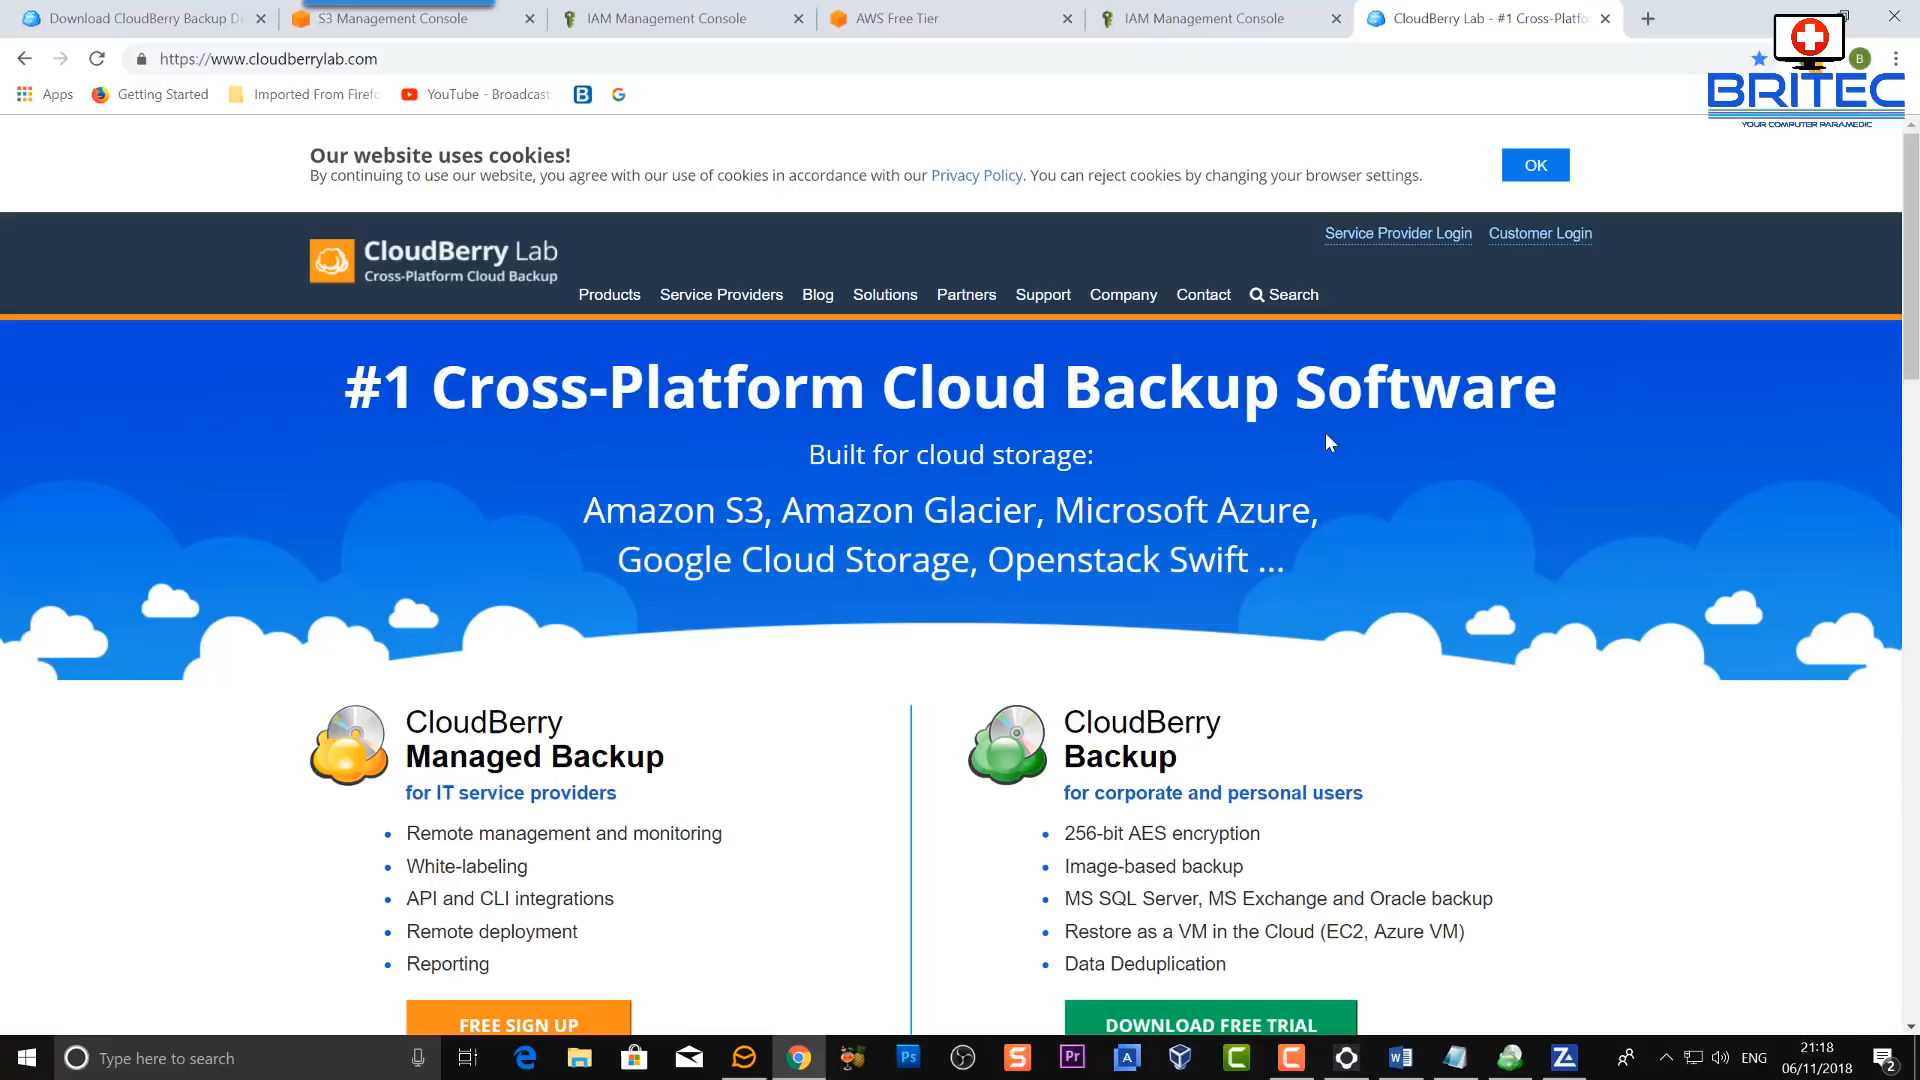 Download CloudBerry Backup De
S3 Management Console
IAM Management Console
AWS Free Tier
IAM Management Console
CloudBerry Lab - #1 Cross-Platfo
https://www.cloudberrylab.com
B
BRITEC
YOUR COMPUTER PARAMEDIC
Apps
Getting Started
Imported From Firefo
YouTube - Broadcast
B
G
Our website uses cookies!
By continuing to use our website, you agree with our use of cookies in accordance with our Privacy Policy. You can reject cookies by changing your browser settings.
OK
Service Provider Login
Customer Login
CloudBerry Lab
Cross-Platform Cloud Backup
Products
Service Providers
Blog
Solutions
Partners
Support
Company
Contact
Search
#1 Cross-Platform Cloud Backup Software
Built for cloud storage:
Amazon S3, Amazon Glacier, Microsoft Azure,
Google Cloud Storage, Openstack Swift ...
CloudBerry
Managed Backup
for IT service providers
Remote management and monitoring
White-labeling
API and CLI integrations
Remote deployment
Reporting
FREE SIGN UP
CloudBerry
Backup
for corporate and personal users
256-bit AES encryption
Image-based backup
MS SQL Server, MS Exchange and Oracle backup
Restore as a VM in the Cloud (EC2, Azure VM)
Data Deduplication
DOWNLOAD FREE TRIAL
Type here to search
Ps
S
Pr
A
C
C
W
Z
ENG
21:18
06/11/2018
2